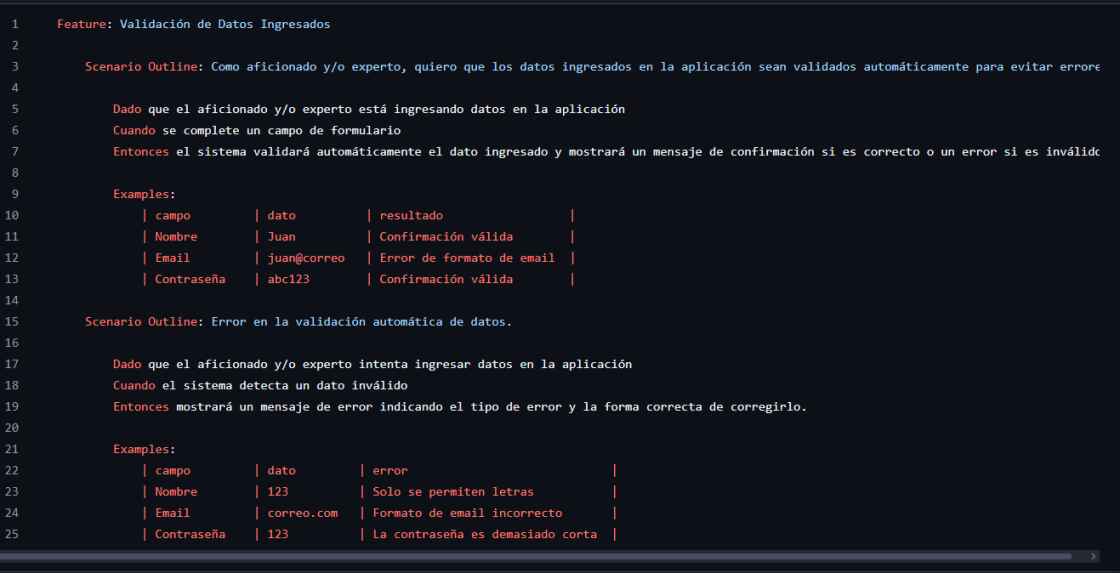 1 Feature: Validación de Datos Ingresados
2
3 Scenario Outline: Como aficionado y/o experto, quiero que los datos ingresados en la aplicación sean validados automáticamente para evitar errore
4
5 Dado que el aficionado y/o experto está ingresando datos en la aplicación
6 Cuando se complete un campo de formulario
7 Entonces el sistema validará automáticamente el dato ingresado y mostrará un mensaje de confirmación si es correcto o un error si es inválido
8
9 Examples:
10 | campo | dato | resultado |
11 | Nombre | Juan | Confirmación válida |
12 | Email | juan@correo | Error de formato de email |
13 | Contraseña | abc123 | Confirmación válida |
14
15 Scenario Outline: Error en la validación automática de datos.
16
17 Dado que el aficionado y/o experto intenta ingresar datos en la aplicación
18 Cuando el sistema detecta un dato inválido
19 Entonces mostrará un mensaje de error indicando el tipo de error y la forma correcta de corregirlo.
20
21 Examples:
22 | campo | dato | error |
23 | Nombre | 123 | Solo se permiten letras |
24 | Email | correo.com | Formato de email incorrecto |
25 | Contraseña | 123 | La contraseña es demasiado corta |